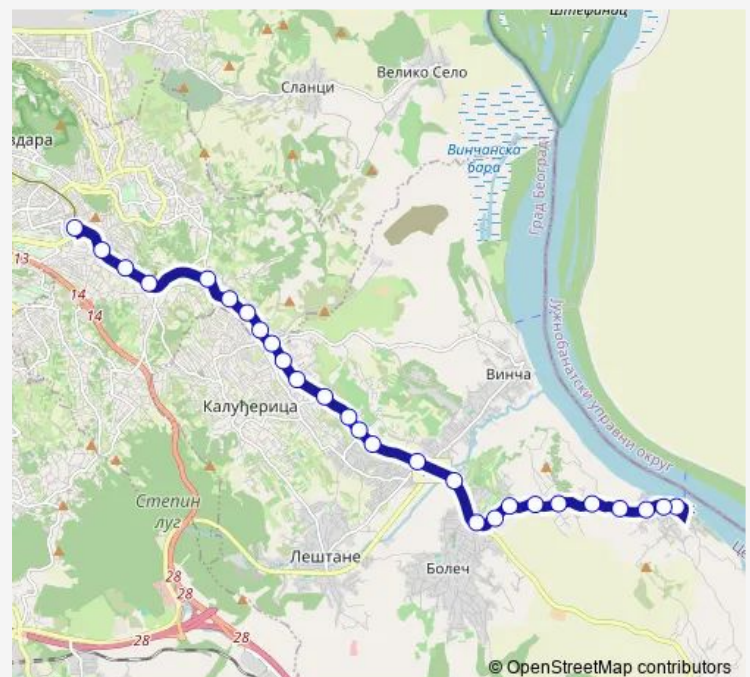 Штефанац
Велико Село
Сланци
здара
Винчанска
бара
Град Београд
13
14
14
Јужнобанатски управни округ
Винча
Калуђерица
Степин
луг
Лештане
Болеч
28
28
28
28
© OpenStreetMap contributors